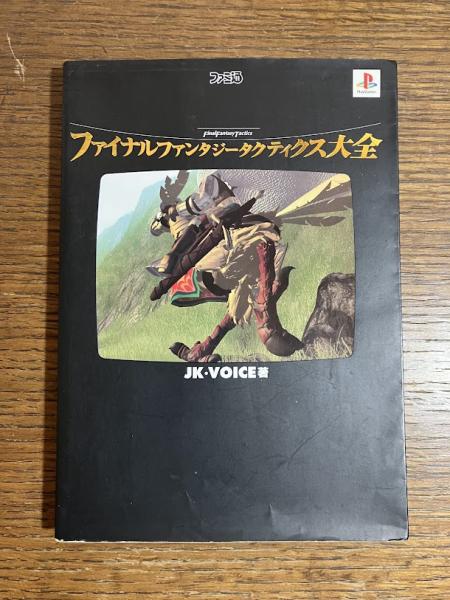 ファミ通
PlayStation
Final Fantasy Tactics
ファイナルファンタジータクティクス大全
JK・VOICE著